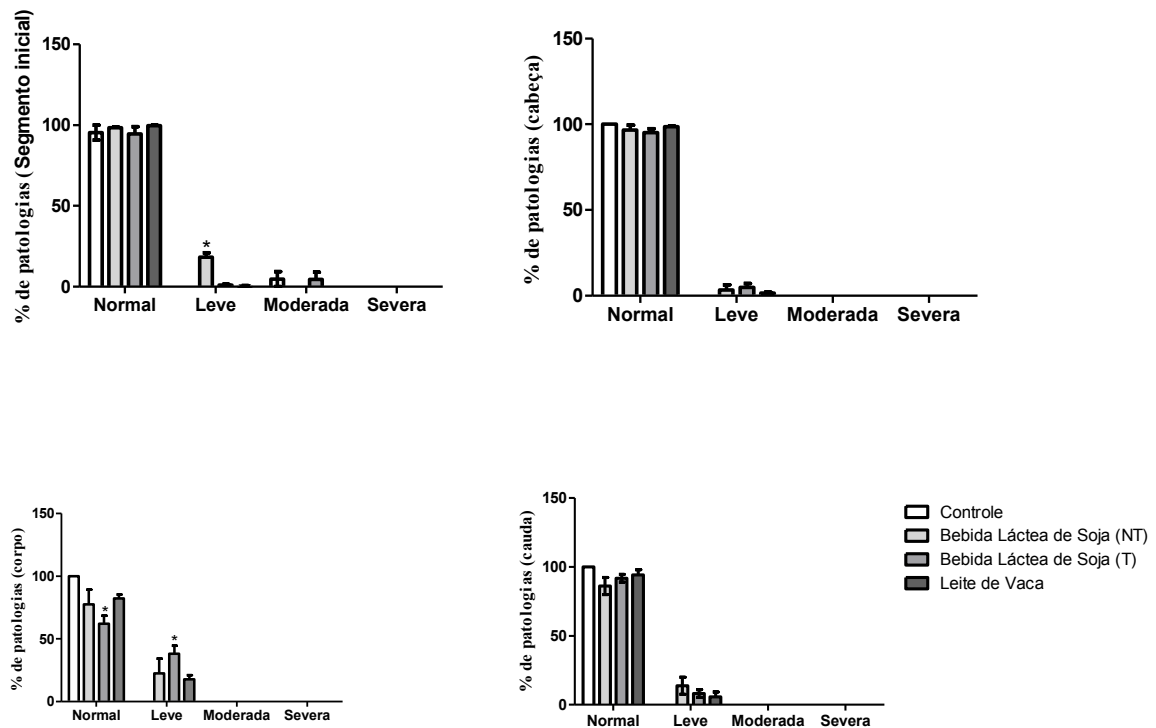 % de patologias (Segmento inicial)
150
100
50
0
*
Normal Leve Moderada Severa
% de patologias (cabeça)
150
100
50
0
Normal Leve Moderada Severa
% de patologias (corpo)
150
100
50
0
*
*
Normal Leve Moderada Severa
% de patologias (cauda)
150
100
50
0
Normal Leve Moderada Severa
Controle
Bebida Láctea de Soja (NT)
Bebida Láctea de Soja (T)
Leite de Vaca